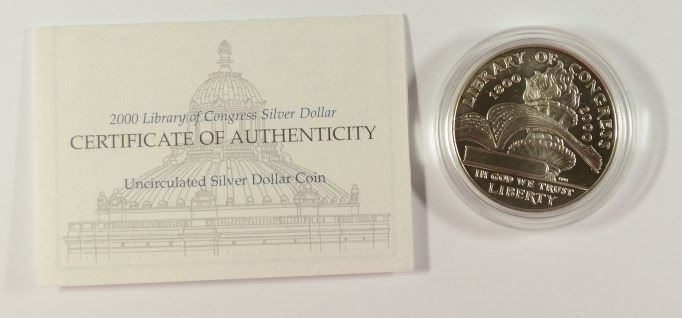 2000 Library of Congress Silver Dollar
CERTIFICATE OF AUTHENTICITY
Uncirculated Silver Dollar Coin
LIBRARY OF CONGRESS
1800
2000
IN GOD WE TRUST
LIBERTY